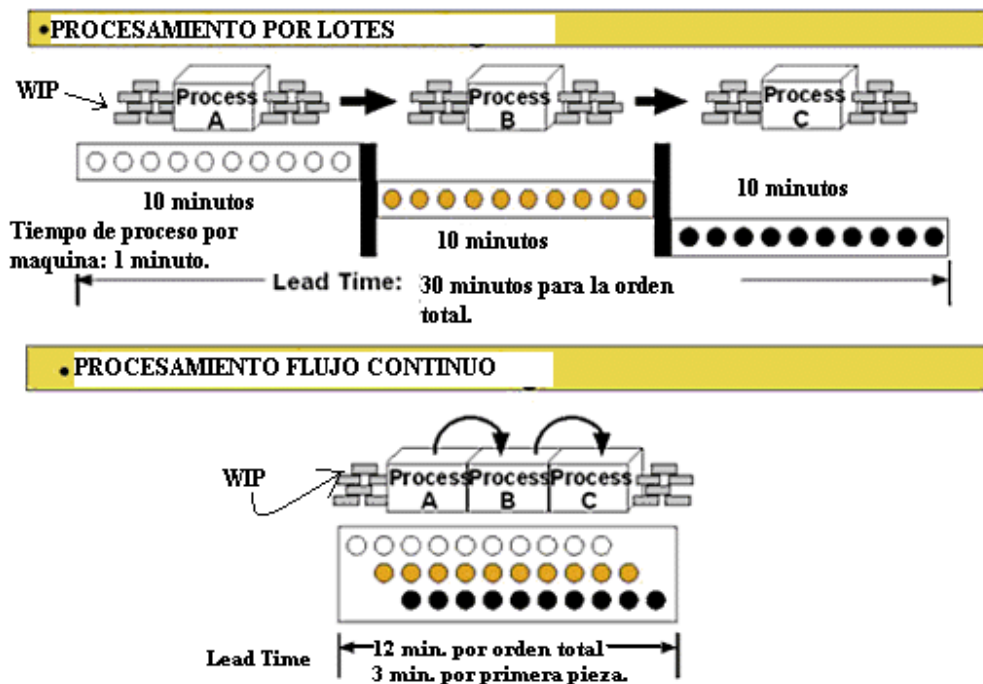 •PROCESAMIENTO POR LOTES
WIP
Process A
Process B
Process C
10 minutos
10 minutos
10 minutos
Tiempo de proceso por
maquina: 1 minuto.
Lead Time: 30 minutos para la orden
total.
• PROCESAMIENTO FLUJO CONTINUO
WIP
Process A
Process B
Process C
Lead Time
12 min. por orden total
3 min. por primera pieza.